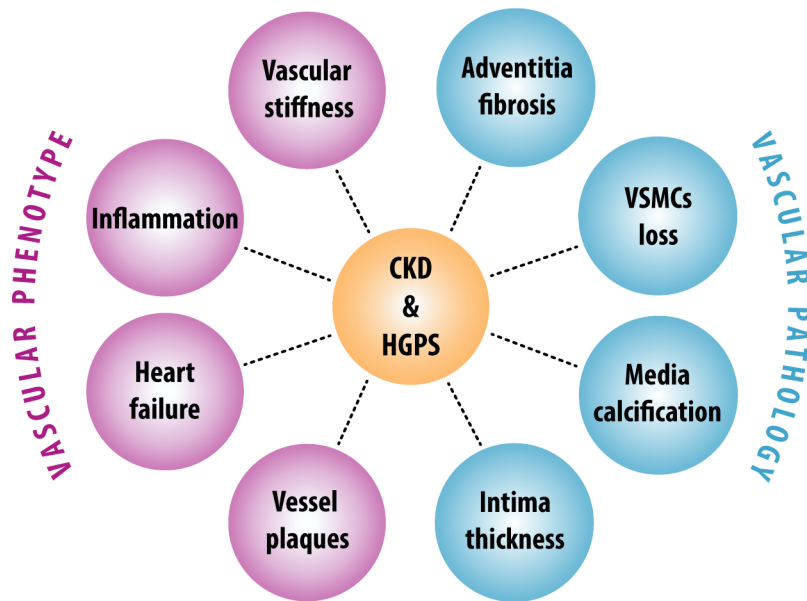 VASCULAR PHENOTYPE
Vascular
stiffness
Inflammation
Heart
failure
Vessel
plaques
CKD
&
HGPS
Adventitia
fibrosis
VSMCs
loss
Media
calcification
Intima
thickness
VASCULAR PATHOLOGY